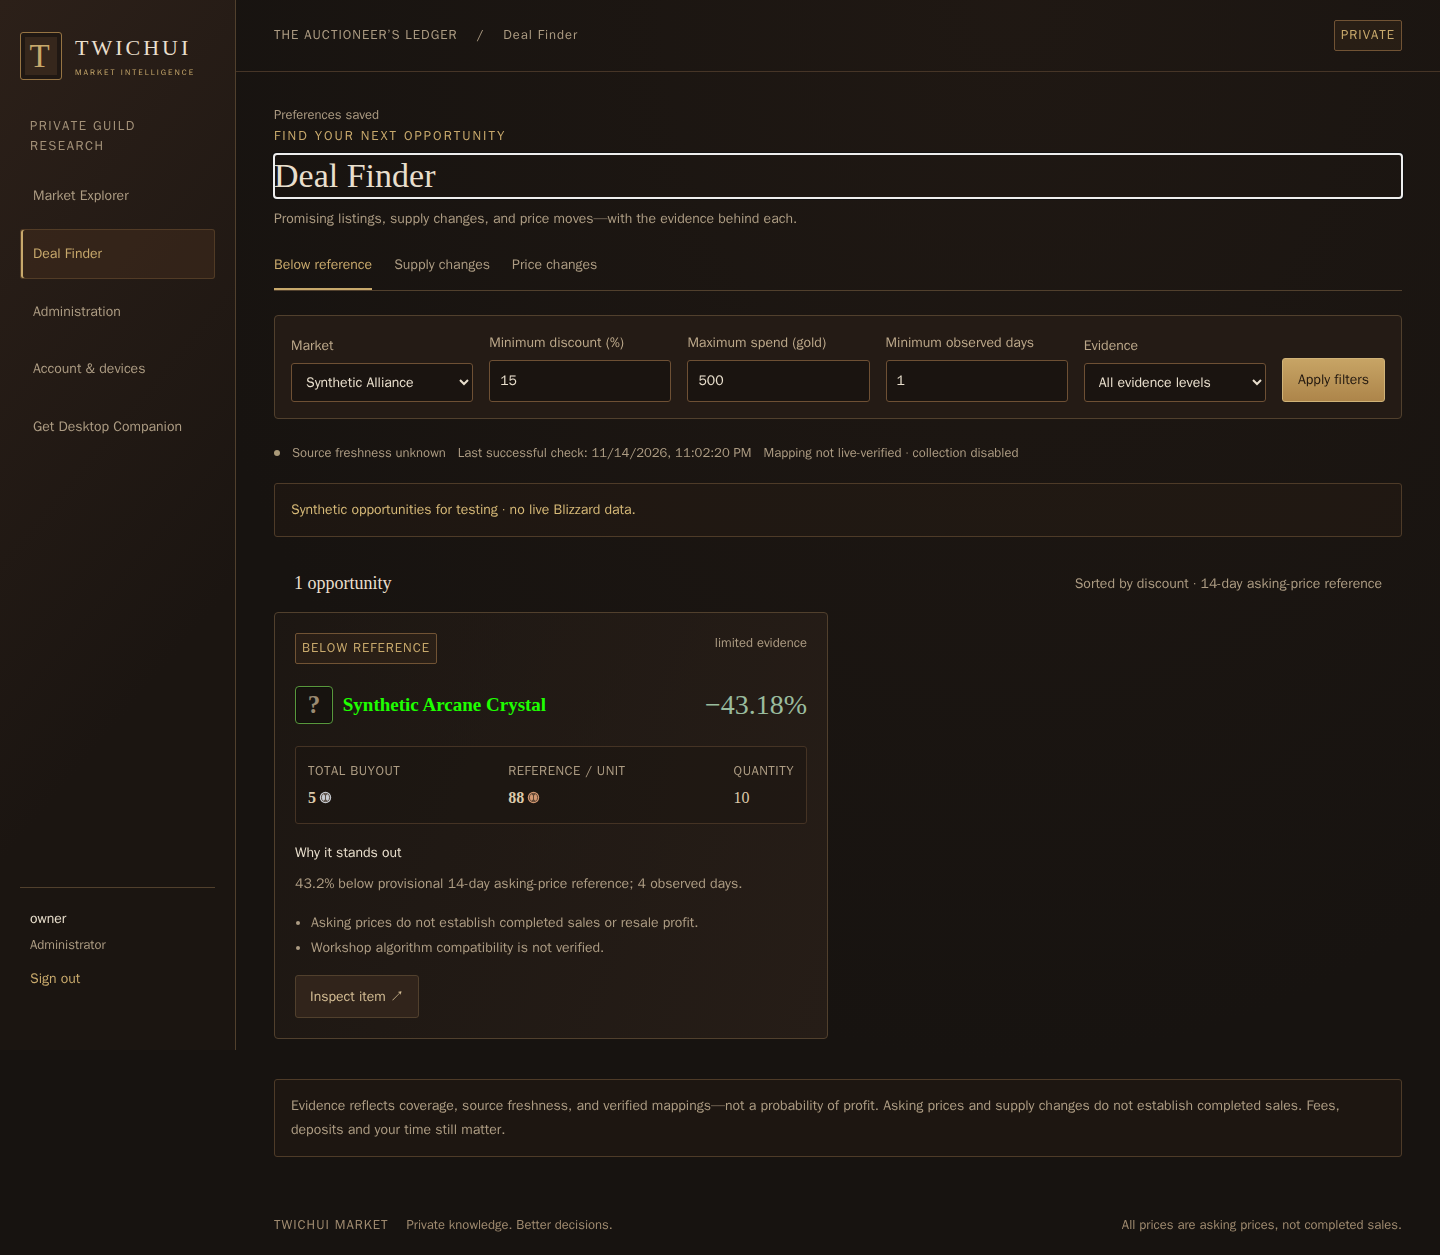 T
TWICHUI
MARKET INTELLIGENCE
PRIVATE GUILD
RESEARCH
Market Explorer
Deal Finder
Administration
Account & devices
Get Desktop Companion
owner
Administrator
Sign out
THE AUCTIONEER'S LEDGER / Deal Finder
PRIVATE
Preferences saved
FIND YOUR NEXT OPPORTUNITY
Deal Finder
Promising listings, supply changes, and price moves—with the evidence behind each.
Below reference Supply changes Price changes
Market Minimum discount (%) Maximum spend (gold) Minimum observed days Evidence
Synthetic Alliance 15 500 1 All evidence levels Apply filters
Source freshness unknown Last successful check: 11/14/2026, 11:02:20 PM Mapping not live-verified · collection disabled
Synthetic opportunities for testing · no live Blizzard data.
1 opportunity Sorted by discount · 14-day asking-price reference
BELOW REFERENCE limited evidence
? Synthetic Arcane Crystal −43.18%
TOTAL BUYOUT REFERENCE / UNIT QUANTITY
5 88 10
Why it stands out
43.2% below provisional 14-day asking-price reference; 4 observed days.
• Asking prices do not establish completed sales or resale profit.
• Workshop algorithm compatibility is not verified.
Inspect item ↗
Evidence reflects coverage, source freshness, and verified mappings—not a probability of profit. Asking prices and supply changes do not establish completed sales. Fees,
deposits and your time still matter.
TWICHUI MARKET Private knowledge. Better decisions. All prices are asking prices, not completed sales.